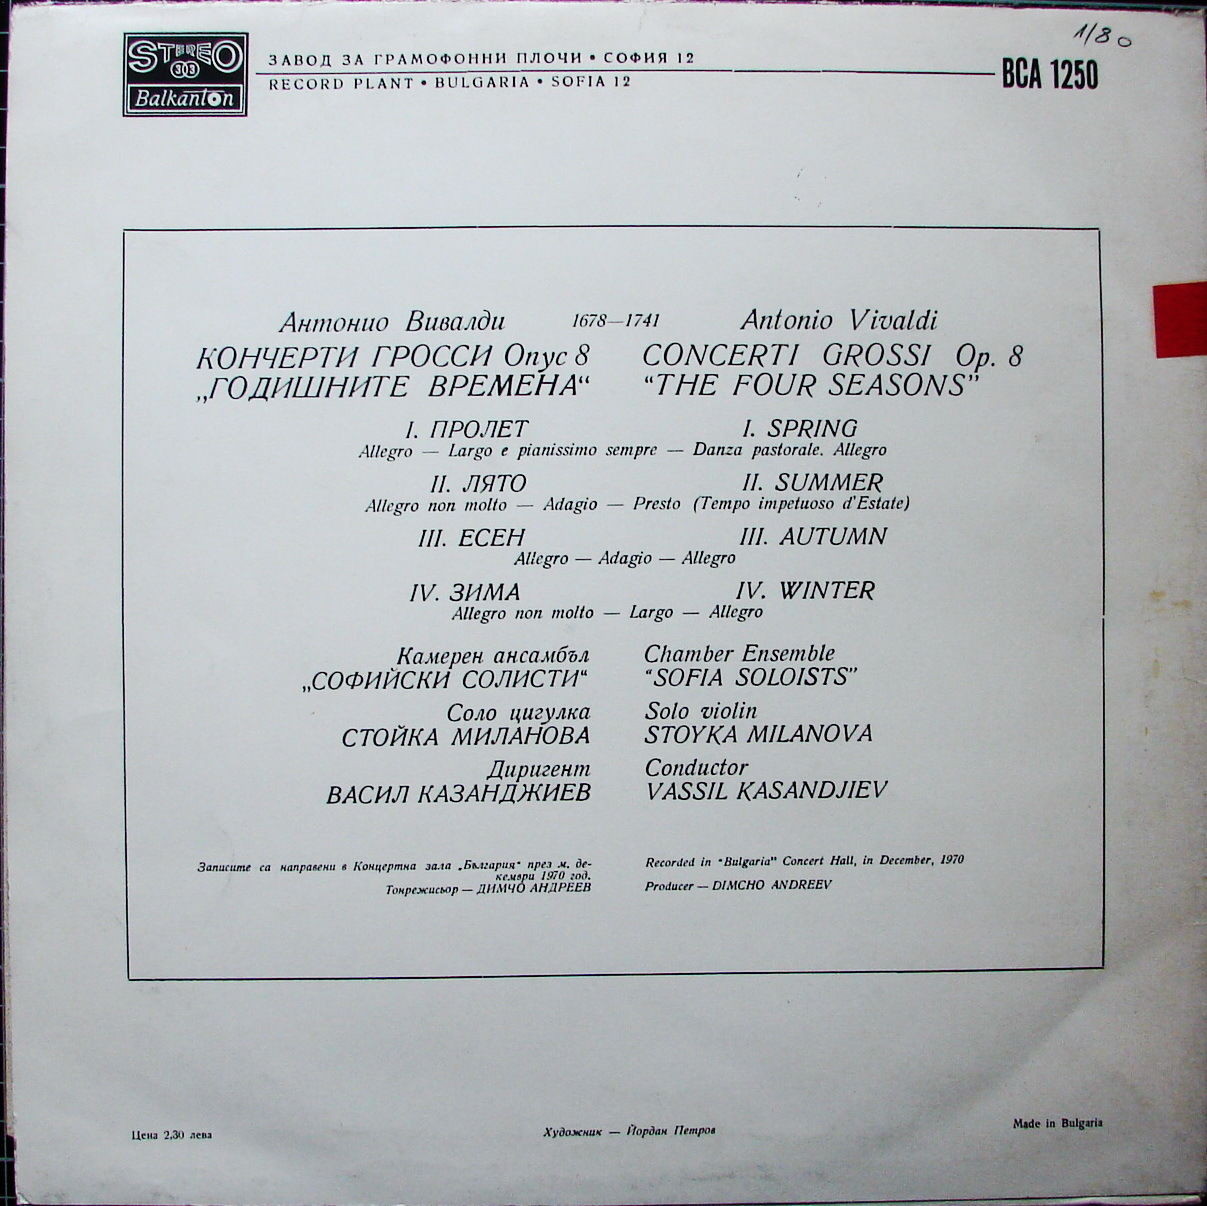 1/80
STEREO
33
Balkanton
ЗАВОД ЗА ГРАМОФОННИ ПЛОЧИ • СОФИЯ 12
RECORD PLANT • BULGARIA • SOFIA 12
ВСА 1250
Антонио Вивалди 1678—1741 Antonio Vivaldi
КОНЧЕРТИ ГРОССИ Опус 8 CONCERTI GROSSI Op. 8
„ГОДИШНИТЕ ВРЕМЕНА“ “THE FOUR SEASONS”
I. ПРОЛЕТ I. SPRING
Allegro — Largo e pianissimo sempre — Danza pastorale. Allegro
II. ЛЯТО II. SUMMER
Allegro non molto — Adagio — Presto (Tempo impetuoso d'Estate)
III. ЕСЕН III. AUTUMN
Allegro — Adagio — Allegro
IV. ЗИМА IV. WINTER
Allegro non molto — Largo — Allegro
Камерен ансамбъл Chamber Ensemble
„СОФИЙСКИ СОЛИСТИ“ “SOFIA SOLOISTS”
Соло цигулка Solo violin
СТОЙКА МИЛАНОВА STOYKA MILANOVA
Диригент Conductor
ВАСИЛ КАЗАНДЖИЕВ VASSIL KASANDJIEV
Записите са направени в Концертна зала „България“ през м. де-
кември 1970 год.
Тонрежисьор — ДИМЧО АНДРЕЕВ
Recorded in “Bulgaria” Concert Hall, in December, 1970
Producer — DIMCHO ANDREEV
Цена 2,30 лева
Художник — Йордан Петров
Made in Bulgaria